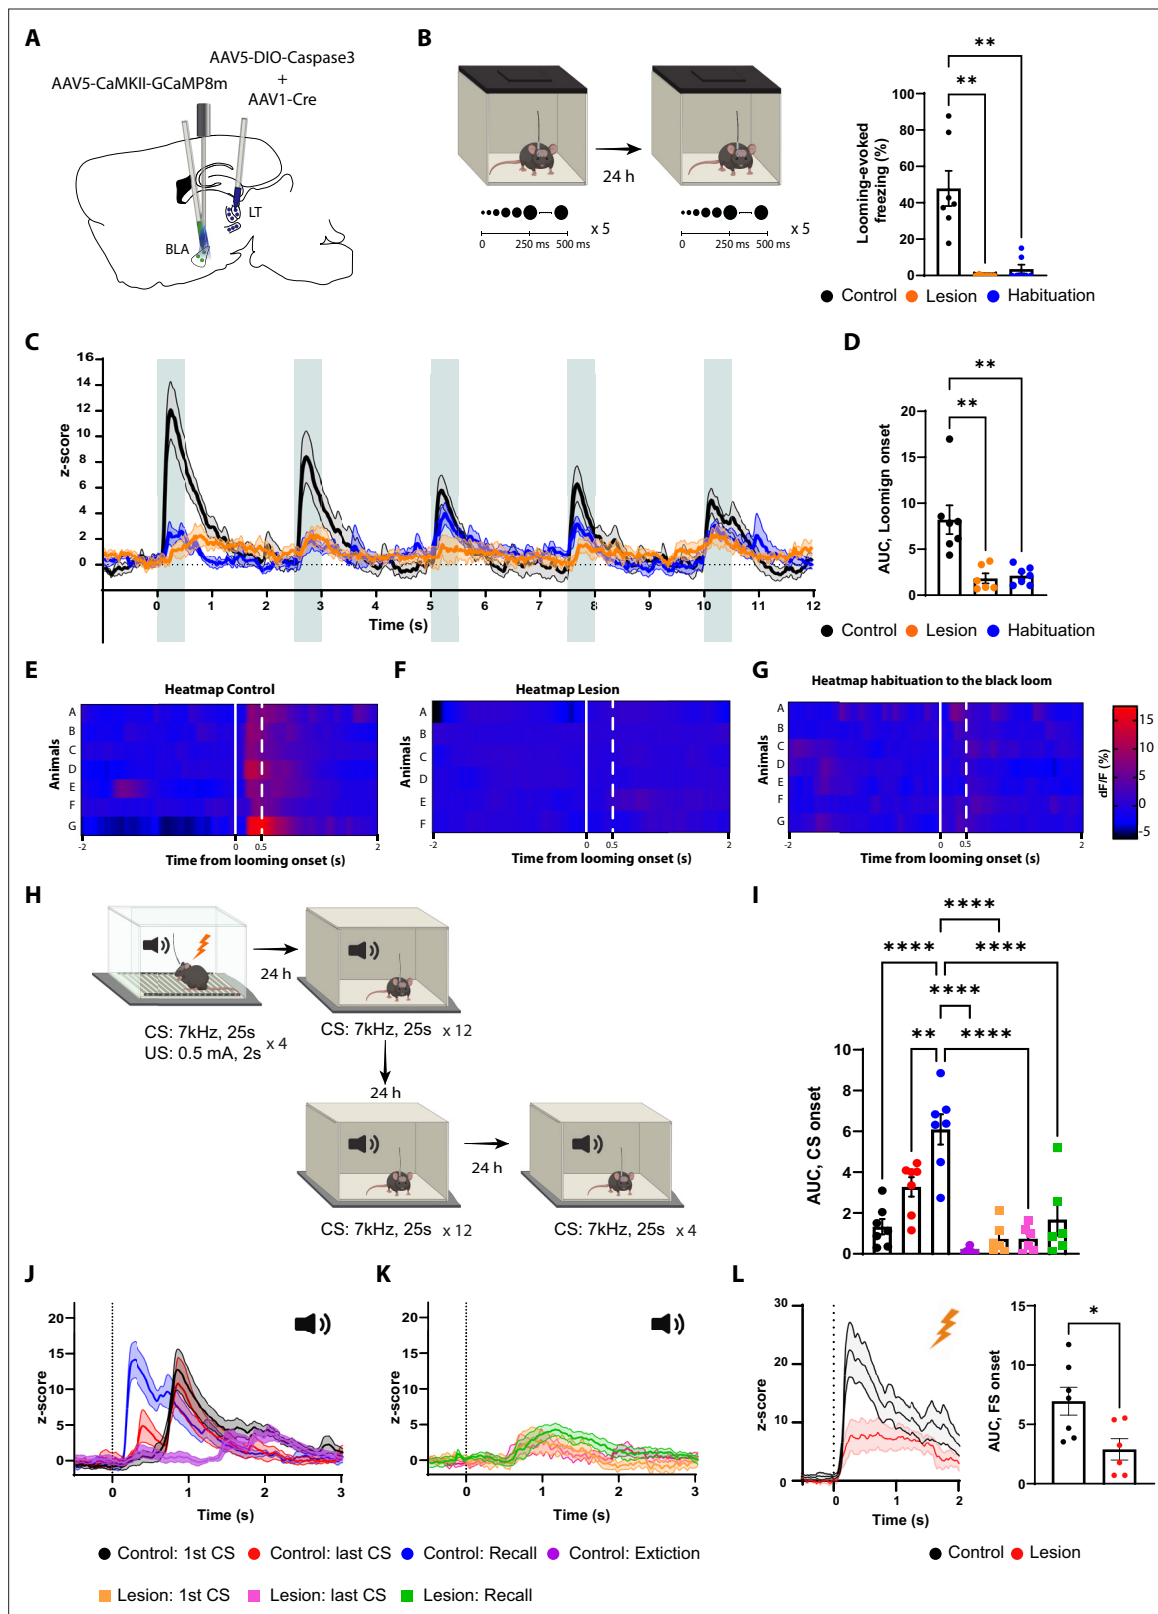 A
AAV5-DIO-Caspase3
+
AAV1-Cre
AAV5-CaMKII-GCaMP8m
LT
BLA
B
24 h
0 250 ms 500 ms
x 5
0 250 ms 500 ms
x 5
**
**
Looming-evoked
freezing (%)
100
80
60
40
20
0
Control Lesion Habituation
C
z-score
16
14
12
10
8
6
4
2
0
0 1 2 3 4 5 6 7 8 9 10 11 12
Time (s)
D
**
**
AUC, Loomign onset
20
15
10
5
0
Control Lesion Habituation
E
Heatmap Control
Animals
A
B
C
D
E
F
G
-2 0 0.5 2
Time from looming onset (s)
F
Heatmap Lesion
Animals
A
B
C
D
E
F
-2 0 0.5 2
Time from looming onset (s)
G
Heatmap habituation to the black loom
Animals
A
B
C
D
E
F
G
-2 0 0.5 2
Time from looming onset (s)
15
10
5
0
-5
dF/F (%)
H
24 h
CS: 7kHz, 25s
US: 0.5 mA, 2s
x 4
CS: 7kHz, 25s x 12
24 h
24 h
CS: 7kHz, 25s x 12
CS: 7kHz, 25s x 4
I
****
**** ****
****
** ****
AUC, CS onset
10
8
6
4
2
0
J
z-score
20
15
10
5
0
0 1 2 3
Time (s)
K
z-score
20
15
10
5
0
0 1 2 3
Time (s)
L
z-score
30
20
10
0
0 1 2
Time (s)
*
AUC, FS onset
15
10
5
0
Control Lesion
Control: 1st CS Control: last CS Control: Recall Control: Extiction
Lesion: 1st CS Lesion: last CS Lesion: Recall